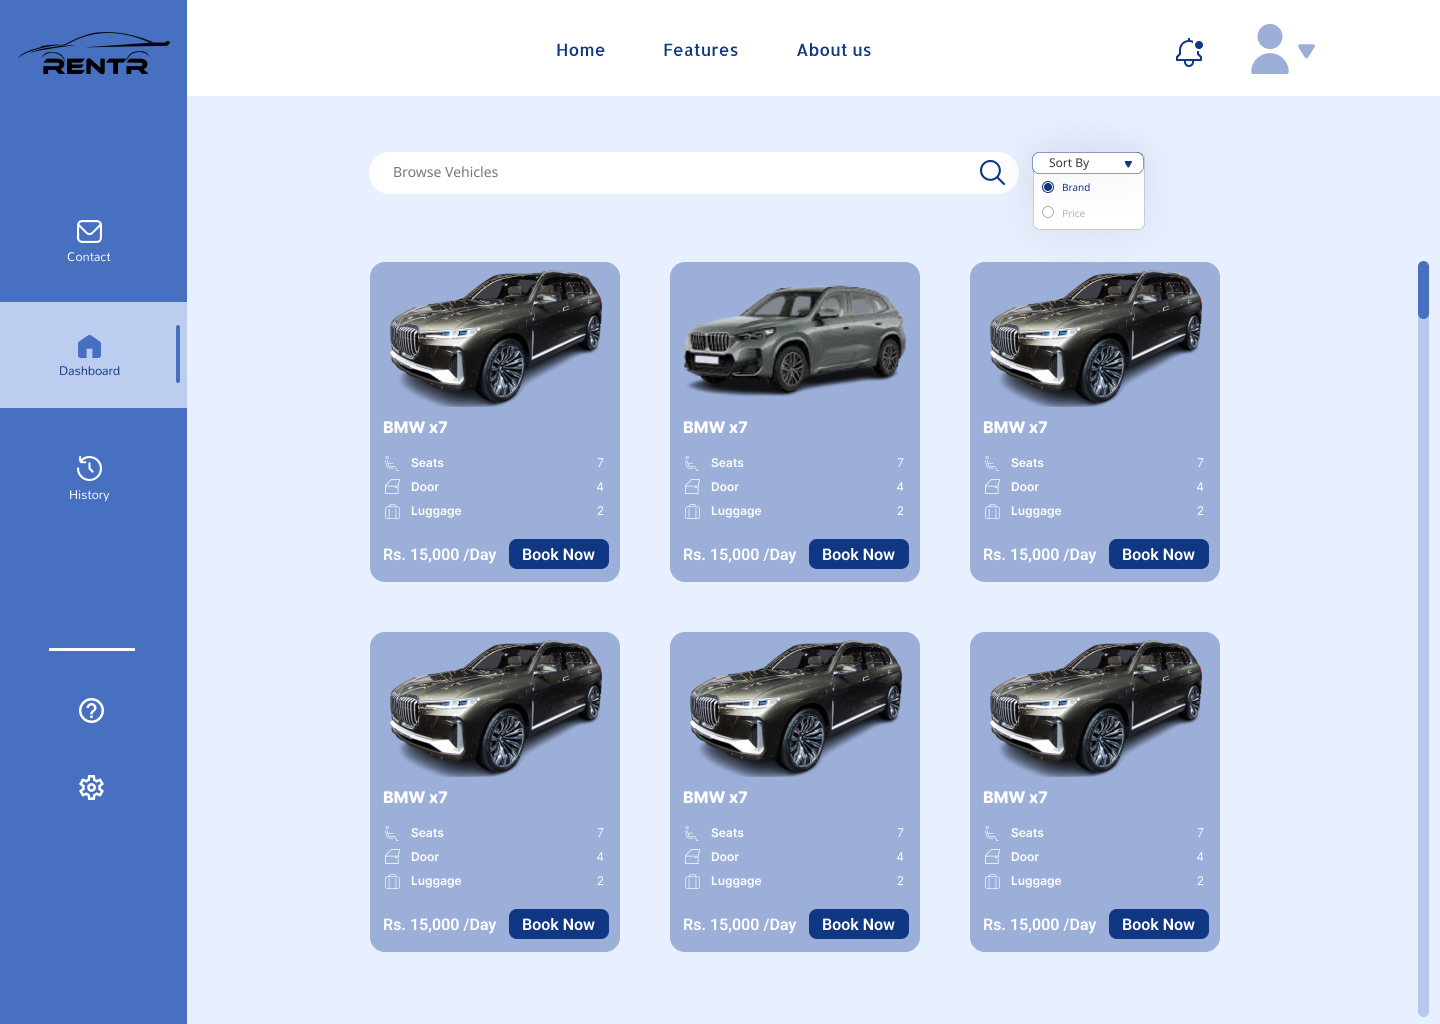 RENTR
Home Features About us
Browse Vehicles
Sort By
Brand
Price
Contact
Dashboard
History
BMW x7
Seats 7
Door 4
Luggage 2
Rs. 15,000 /Day Book Now
BMW x7
Seats 7
Door 4
Luggage 2
Rs. 15,000 /Day Book Now
BMW x7
Seats 7
Door 4
Luggage 2
Rs. 15,000 /Day Book Now
BMW x7
Seats 7
Door 4
Luggage 2
Rs. 15,000 /Day Book Now
BMW x7
Seats 7
Door 4
Luggage 2
Rs. 15,000 /Day Book Now
BMW x7
Seats 7
Door 4
Luggage 2
Rs. 15,000 /Day Book Now